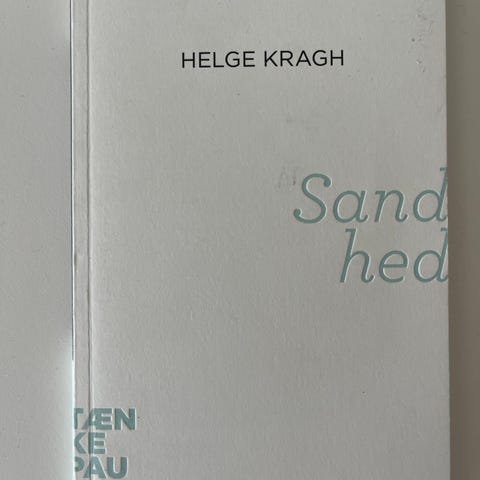 HELGE KRAGH
Sand
hed
TÆN
KE
PAU